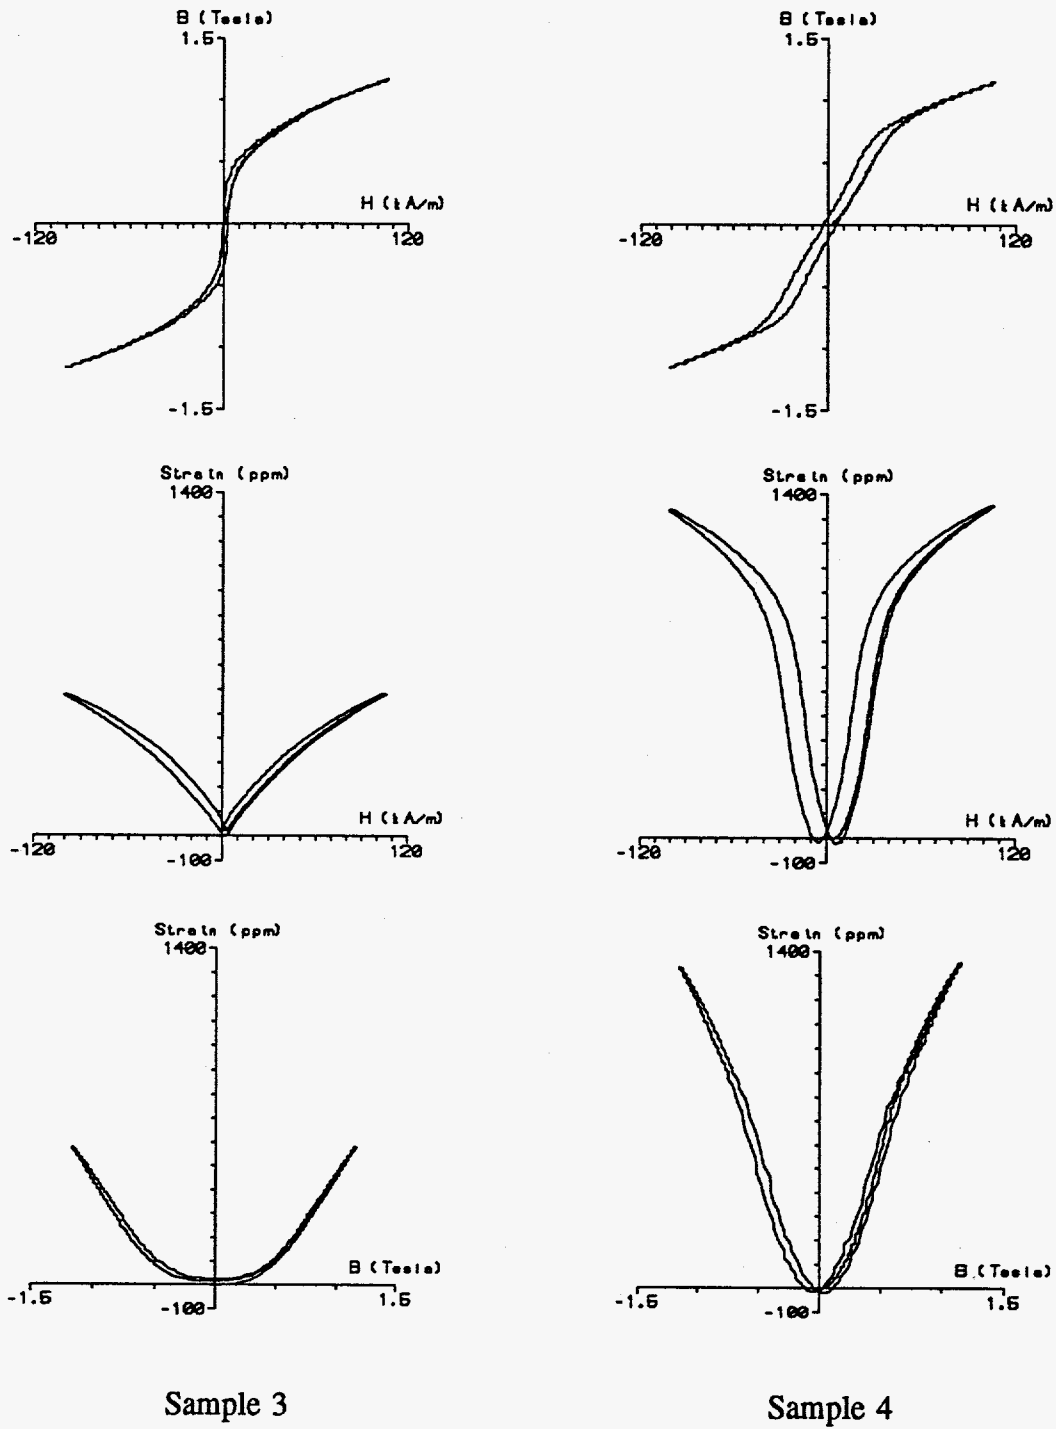 B (Tesla)
1.5
H (kA/m)
-120
120
-1.5
B (Tesla)
1.5
H (kA/m)
-120
120
-1.5
Strain (ppm)
1400
H (kA/m)
-120
120
-100
Strain (ppm)
1400
H (kA/m)
-120
120
-100
Strain (ppm)
1400
B (Tesla)
-1.5
1.5
-100
Strain (ppm)
1400
B (Tesla)
-1.5
1.5
-100
Sample 3
Sample 4